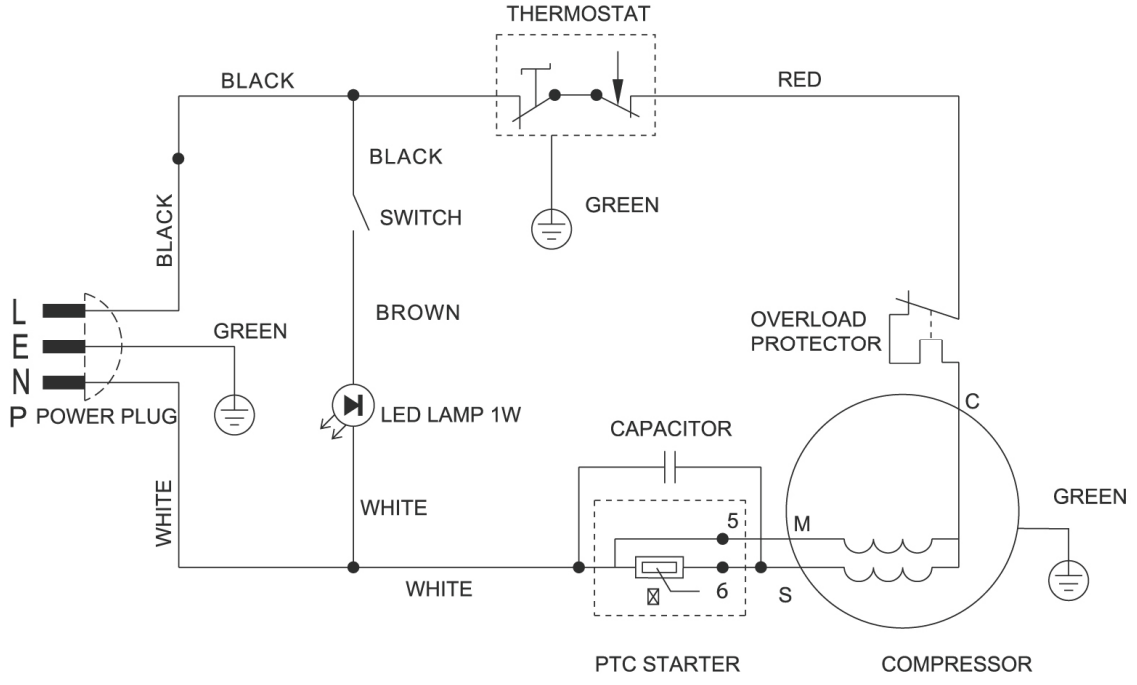 THERMOSTAT
BLACK
RED
BLACK
BLACK
SWITCH
GREEN
L
E
N
P
POWER PLUG
GREEN
BROWN
OVERLOAD
PROTECTOR
LED LAMP 1W
C
CAPACITOR
WHITE
WHITE
GREEN
5
M
WHITE
6
S
PTC STARTER
COMPRESSOR